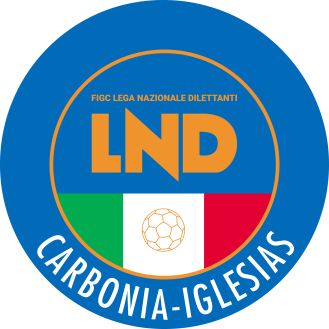 FIGC LEGA NAZIONALE DILETTANTI
LND
CARBONIA-IGLESIAS